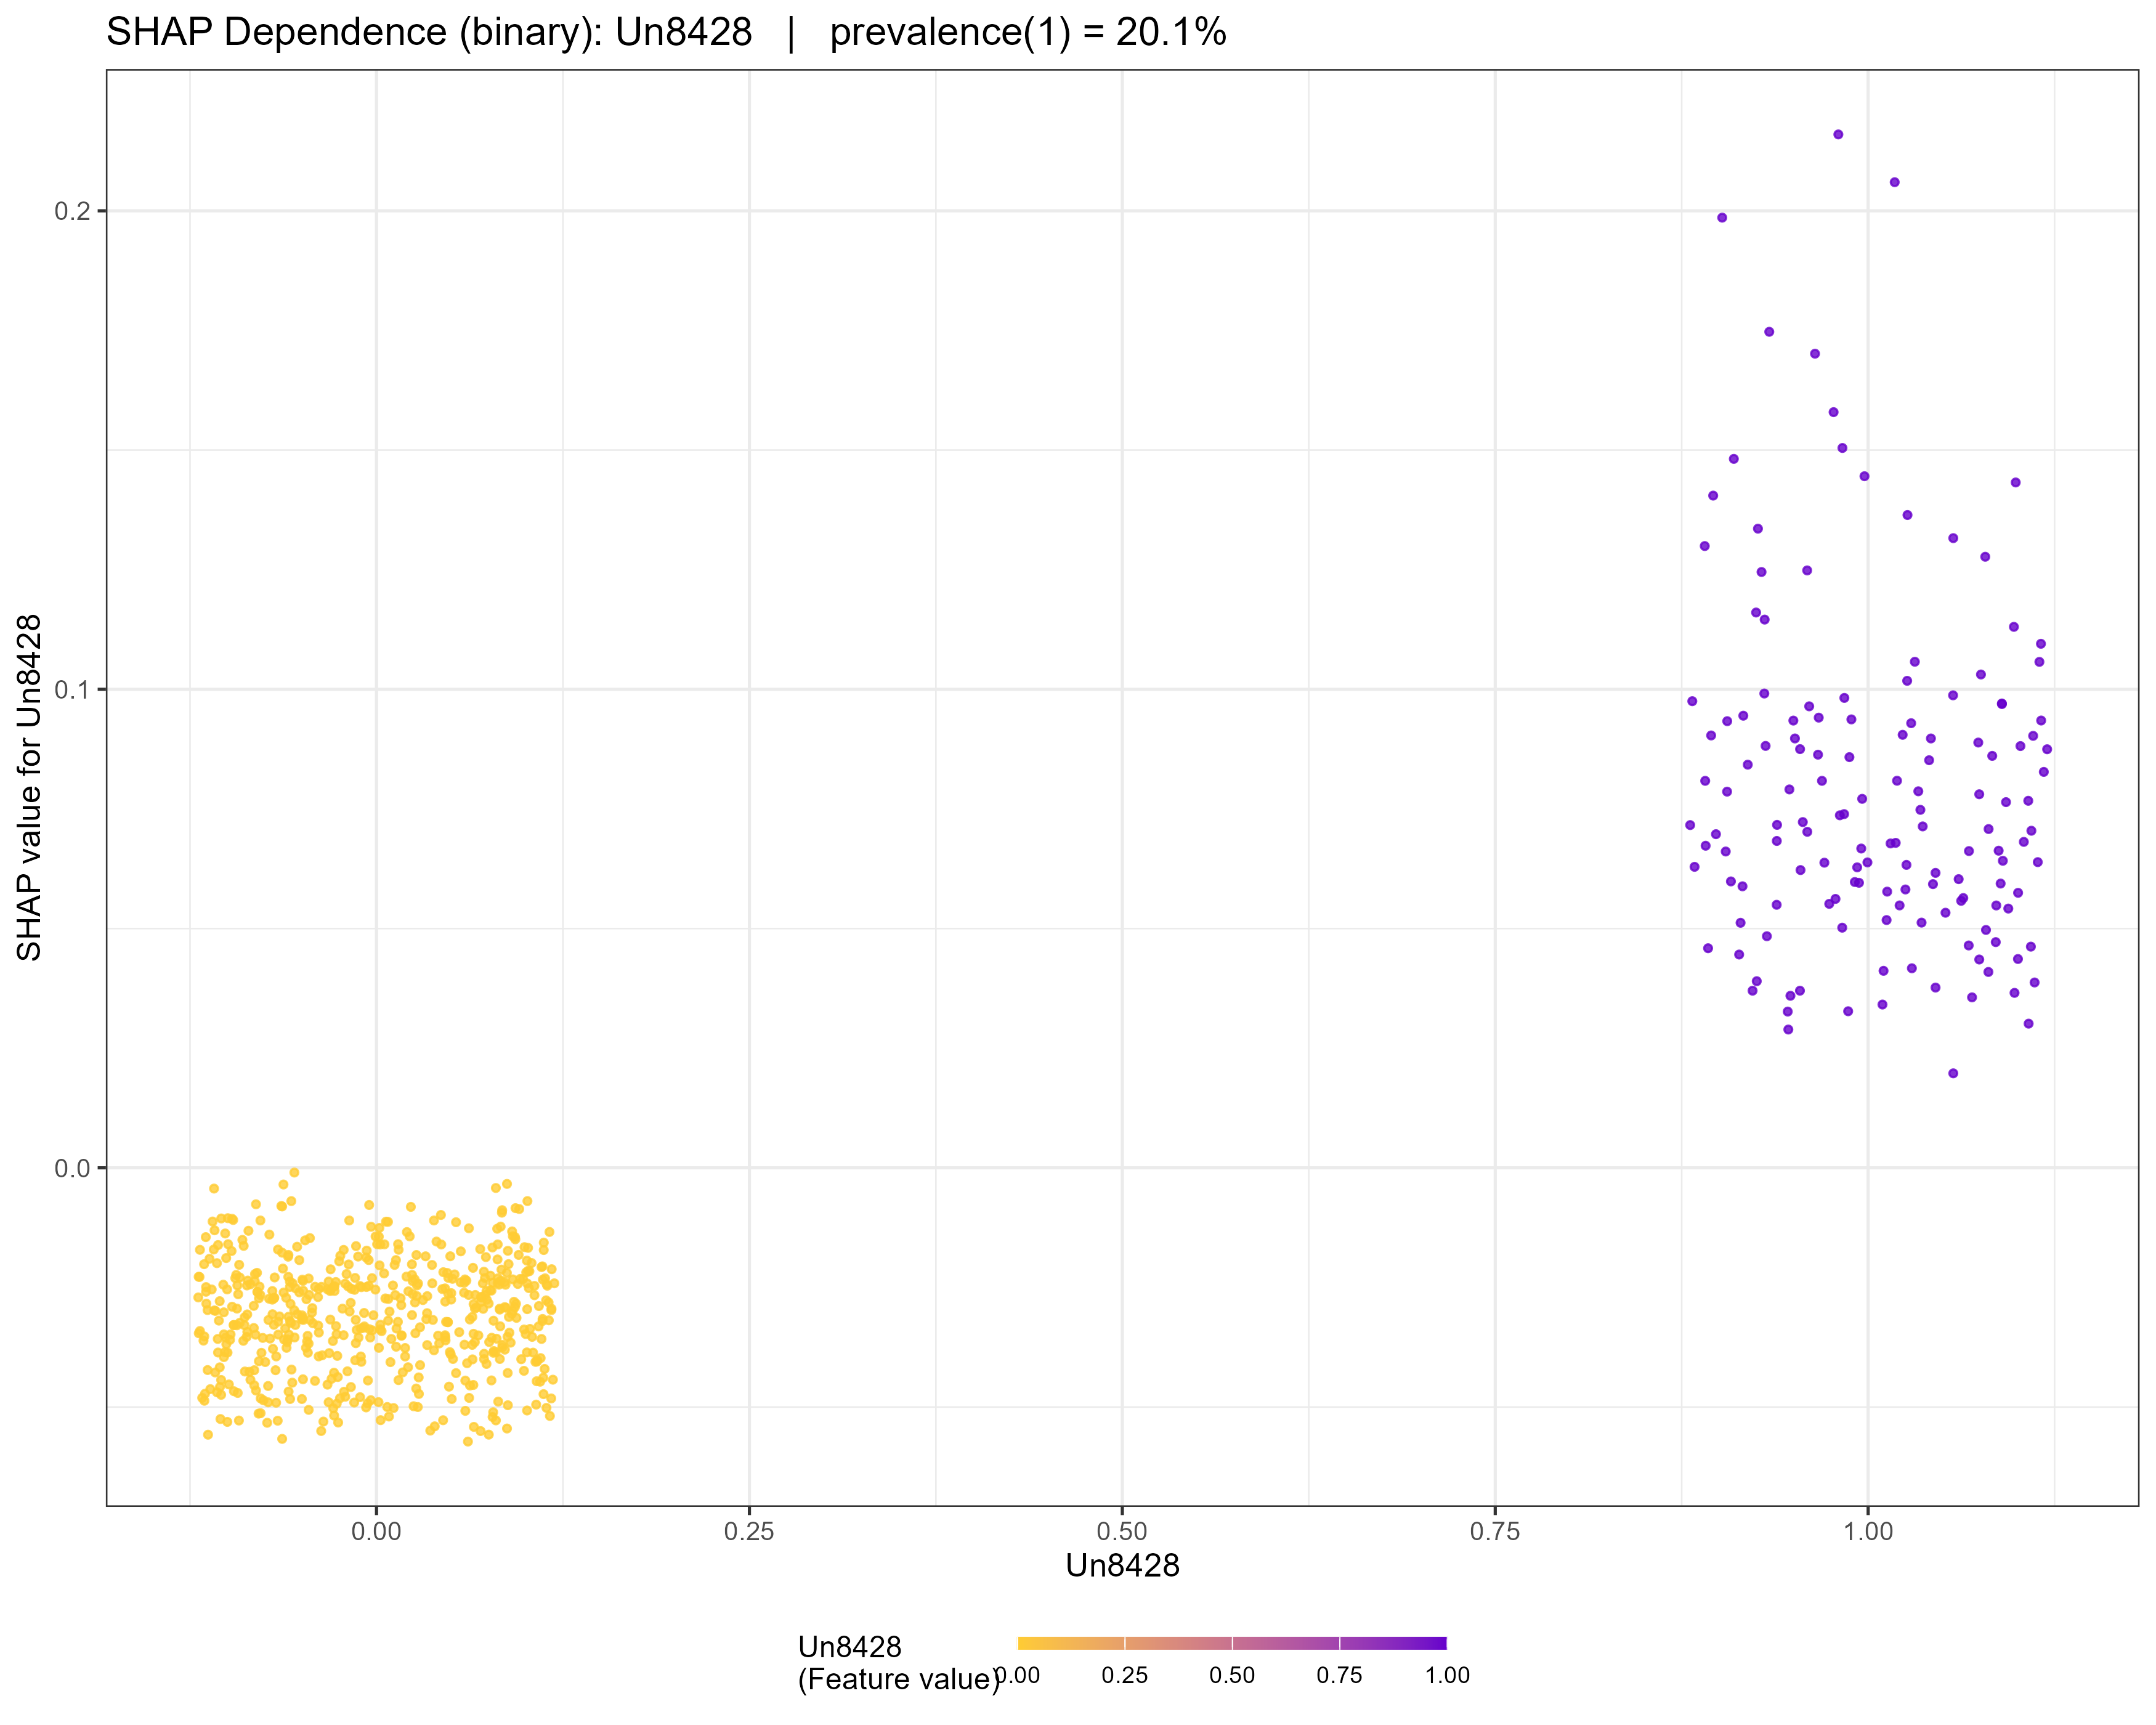 SHAP Dependence (binary): Un8428 | prevalence(1) = 20.1%
SHAP value for Un8428
0.2
0.1
0.0
0.00 0.25 0.50 0.75 1.00
Un8428
Un8428
(Feature value)
0.00 0.25 0.50 0.75 1.00